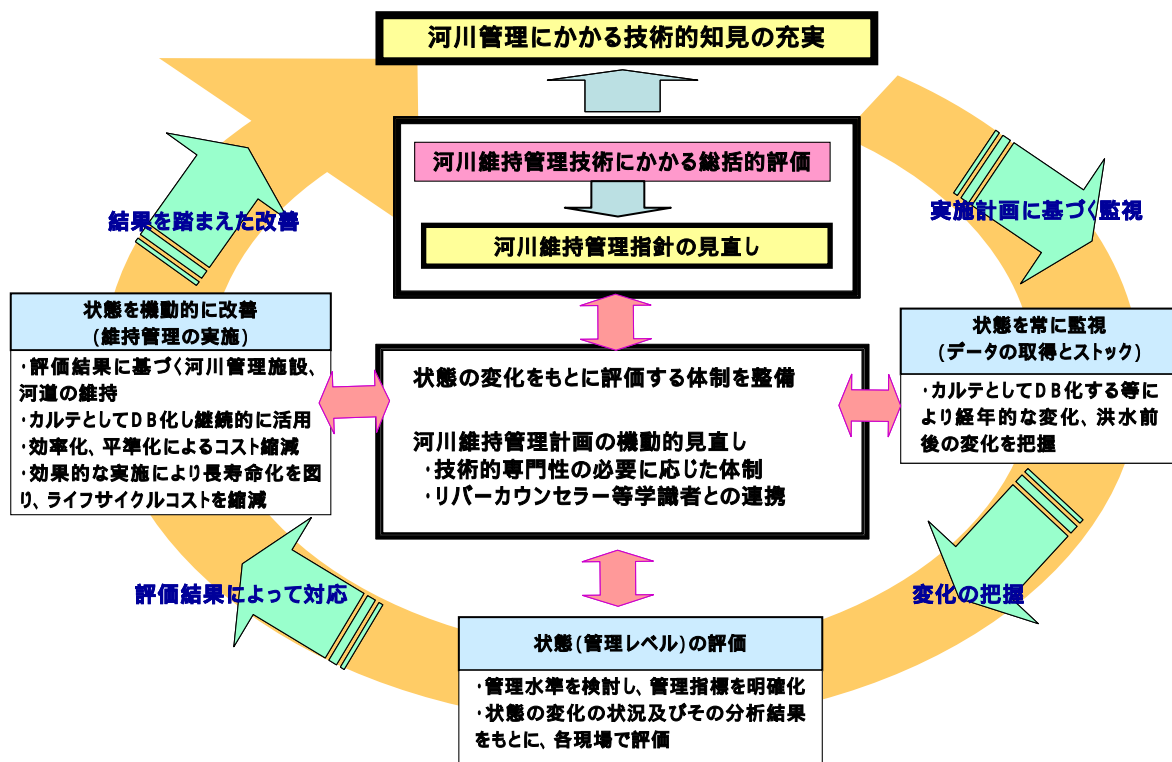 河川管理にかかる技術的知見の充実
河川維持管理技術にかかる総括的評価
河川維持管理指針の見直し
実施計画に基づく監視
状態を常に監視
(データの取得とストック)
・カルテとしてDB化する等に
より経年的な変化、洪水前
後の変化を把握
変化の把握
状態の変化をもとに評価する体制を整備
河川維持管理計画の機動的見直し
・技術的専門性の必要に応じた体制
・リバーカウンセラー等学識者との連携
状態(管理レベル)の評価
・管理水準を検討し、管理指標を明確化
・状態の変化の状況及びその分析結果
をもとに、各現場で評価
評価結果によって対応
状態を機動的に改善
(維持管理の実施)
・評価結果に基づく河川管理施設、
河道の維持
・カルテとしてDB化し継続的に活用
・効率化、平準化によるコスト縮減
・効果的な実施により長寿命化を図
り、ライフサイクルコストを縮減
結果を踏まえた改善